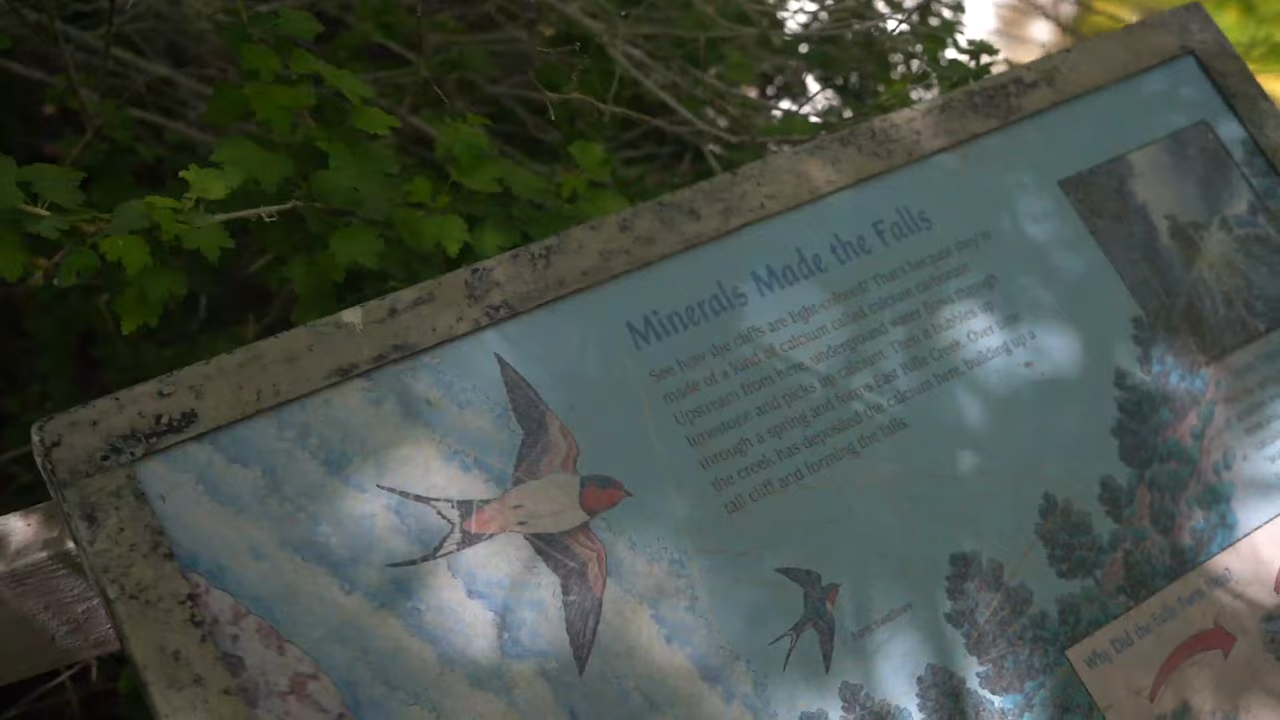 Minerals Made the Falls
See how the cliffs are light-colored? That's because they're
made of a kind of calcium called calcium carbonate.
Upstream from here, underground water flows through
limestone and picks up calcium. Then it bubbles up
through a spring and forms East Rifle Creek. Over time
the creek has deposited the calcium here, building up a
tall cliff and forming the falls.
Why Did the Falls Form Here?